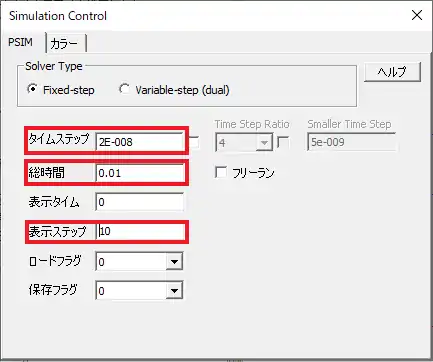 Simulation Control
PSIM カラー
Solver Type
Fixed-step Variable-step (dual)
ヘルプ
Time Step Ratio Smaller Time Step
タイムステップ 2E-008 4 5e-009
総時間 0.01 フリーラン
表示タイム 0
表示ステップ 10
ロードフラグ 0
保存フラグ 0